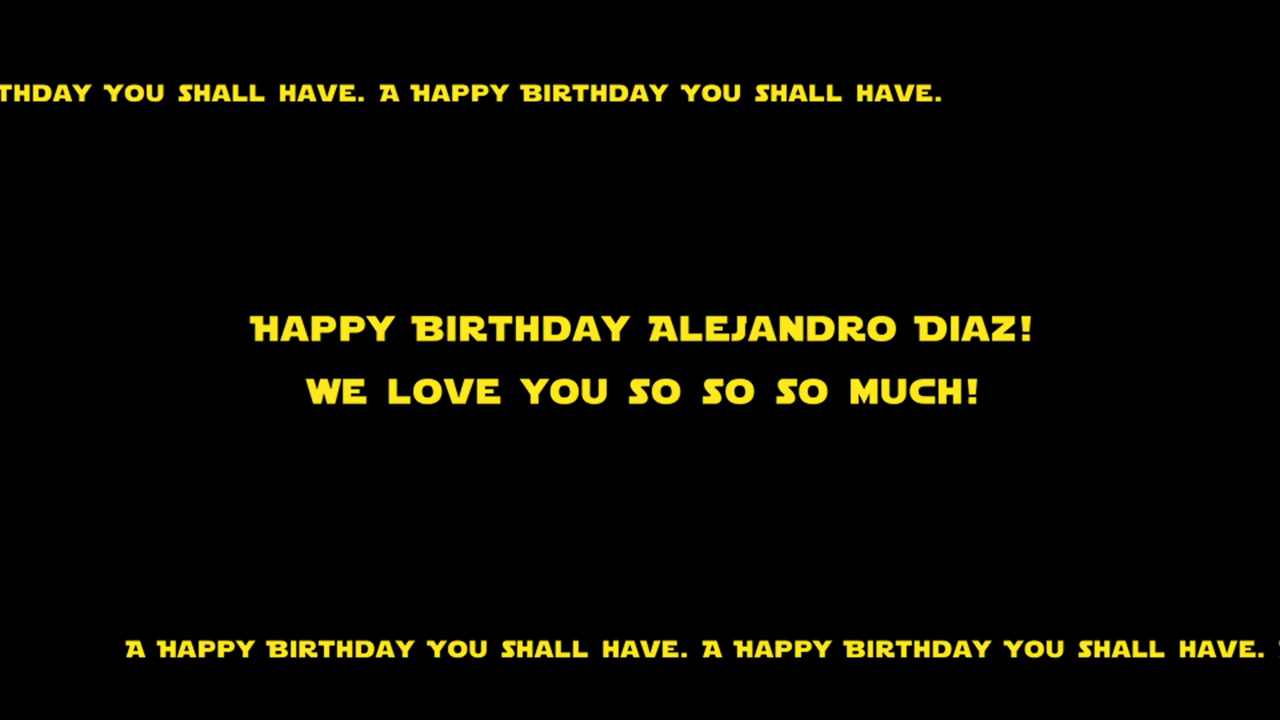 THDAY YOU SHALL HAVE. A HAPPY BIRTHDAY YOU SHALL HAVE.
HAPPY BIRTHDAY ALEJANDRO DIAZ!
WE LOVE YOU SO SO SO MUCH!
A HAPPY BIRTHDAY YOU SHALL HAVE. A HAPPY BIRTHDAY YOU SHALL HAVE.